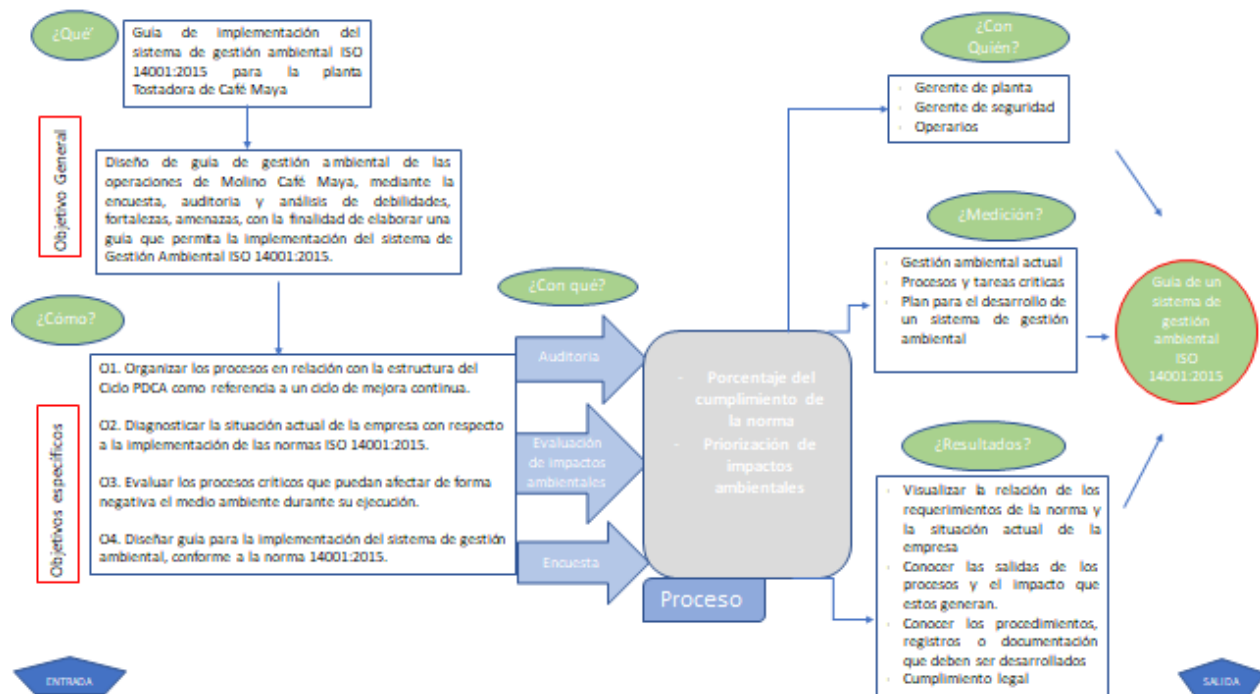 ¿Qué´
Guía de implementación del
sistema de gestión ambiental ISO
14001:2015 para la planta
Tostadora de Café Maya
Objetivo General
Diseño de guía de gestión ambiental de las
operaciones de Molino Café Maya, mediante la
encuesta, auditoria y análisis de debilidades,
fortalezas, amenazas, con la finalidad de elaborar una
guía que permita la implementación del sistema de
Gestión Ambiental ISO 14001:2015.
¿Cómo?
Objetivos específicos
O1. Organizar los procesos en relación con la estructura del
Ciclo PDCA como referencia a un ciclo de mejora continua.
O2. Diagnosticar la situación actual de la empresa con respecto
a la implementación de las normas ISO 14001:2015.
O3. Evaluar los procesos críticos que puedan afectar de forma
negativa el medio ambiente durante su ejecución.
O4. Diseñar guía para la implementación del sistema de gestión
ambiental, conforme a la norma 14001:2015.
ENTRADA
¿Con qué?
Auditoria
Evaluación
de impactos
ambientales
Encuesta
- Porcentaje del
cumplimiento de
la norma
- Priorización de
impactos
ambientales
Proceso
¿Con
Quién?
Gerente de planta
Gerente de seguridad
Operarios
¿Medición?
Gestión ambiental actual
Procesos y tareas críticas
Plan para el desarrollo de
un sistema de gestión
ambiental
¿Resultados?
Visualizar la relación de los
requerimientos de la norma y
la situación actual de la
empresa
Conocer las salidas de los
procesos y el impacto que
estos generan.
Conocer los procedimientos,
registros o documentación
que deben ser desarrollados
Cumplimiento legal
Guía de un
sistema de
gestión
ambiental
ISO
14001:2015
SALIDA